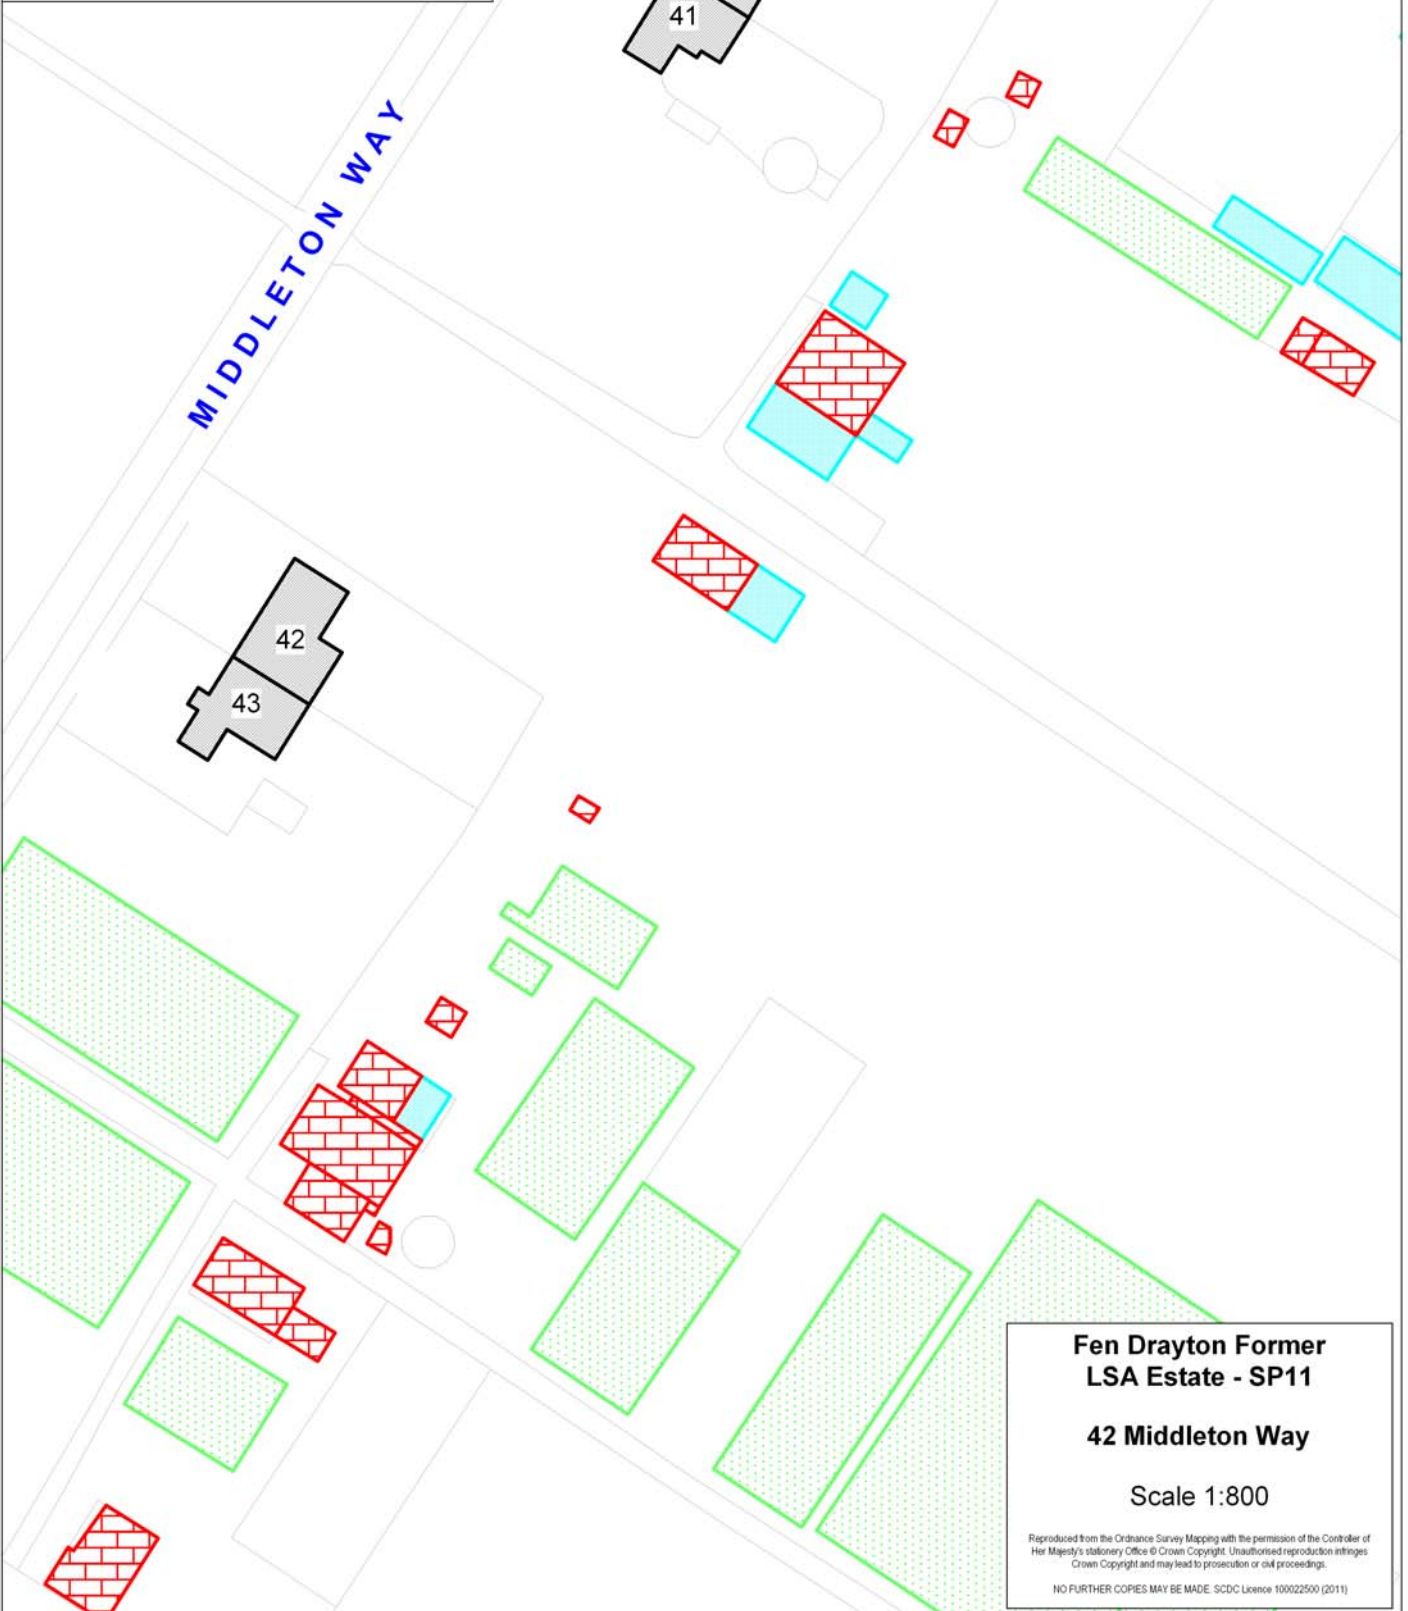 41
MIDDLETON WAY
42
43
Fen Drayton Former
LSA Estate - SP11
42 Middleton Way
Scale 1:800
Reproduced from the Ordnance Survey Mapping with the permission of the Controller of
Her Majesty's stationery Office © Crown Copyright. Unauthorised reproduction infringes
Crown Copyright and may lead to prosecution or civil proceedings.
NO FURTHER COPIES MAY BE MADE. SCDC Licence 100022500 (2011)